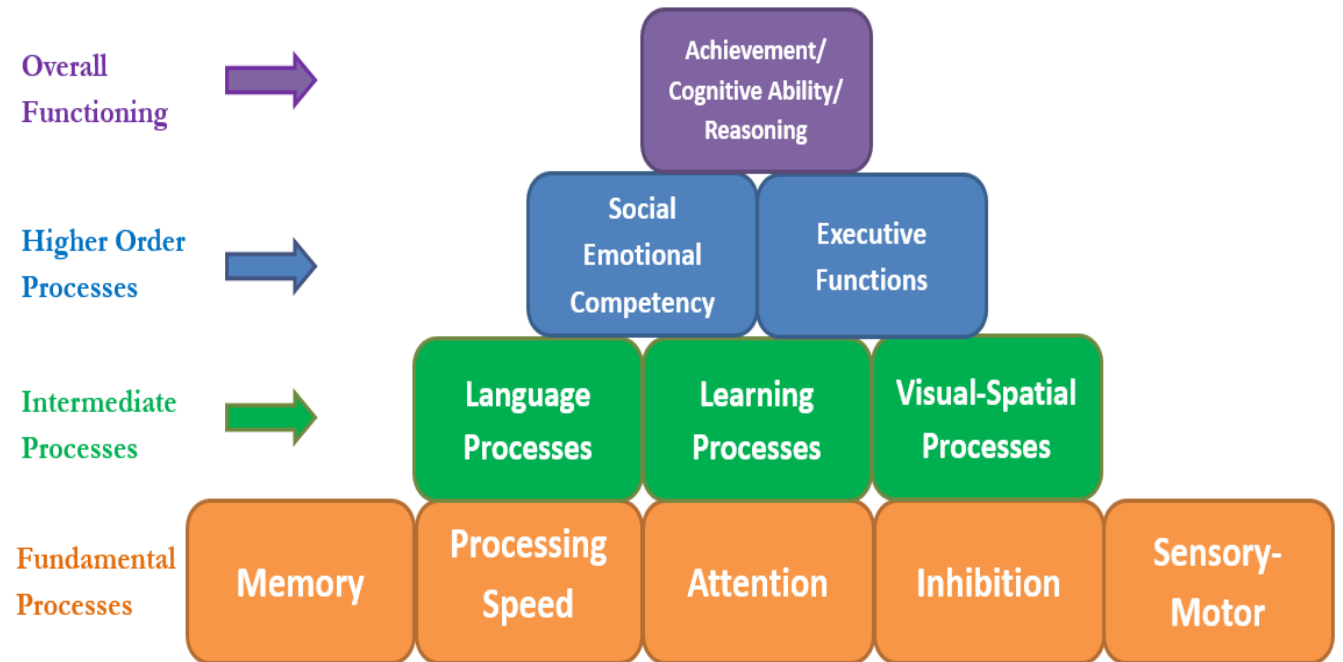 Overall
Functioning
Achievement/
Cognitive Ability/
Reasoning
Higher Order
Processes
Social
Emotional
Competency
Executive
Functions
Intermediate
Processes
Language
Processes
Learning
Processes
Visual-Spatial
Processes
Fundamental
Processes
Memory
Processing
Speed
Attention
Inhibition
Sensory-
Motor